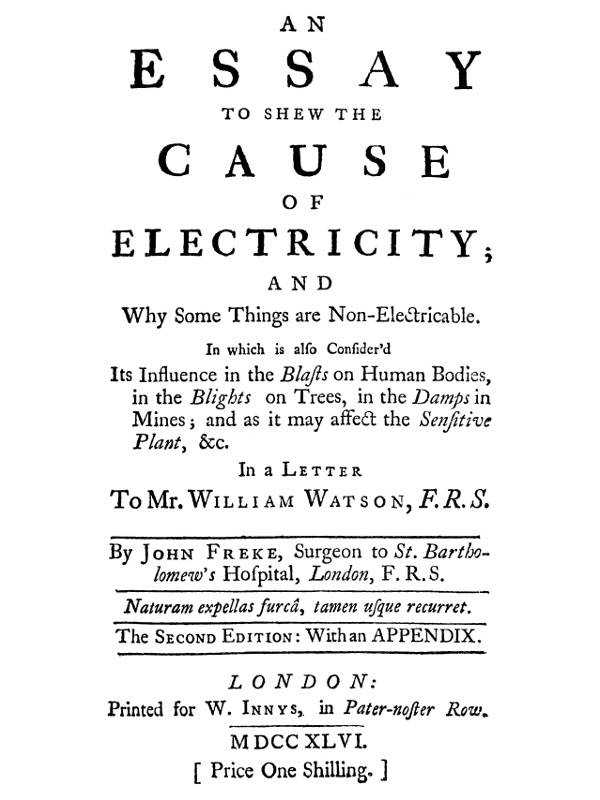 AN
ESSAY
TO SHEW THE
CAUSE
OF
ELECTRICITY;
AND
Why Some Things are Non-Electricable.
In which is alſo Conſider'd
Its Influence in the Blaſts on Human Bodies,
in the Blights on Trees, in the Damps in
Mines; and as it may affect the Senſitive
Plant, &c.
In a LETTER
To Mr. WILLIAM WATSON, F.R.S.
By JOHN FREKE, Surgeon to St. Bartho-
lomew's Hoſpital, London, F.R.S.
Naturam expellas furcâ, tamen uſque recurret.
The SECOND EDITION: With an APPENDIX.
LONDON:
Printed for W. INNYS, in Pater-noſter Row.
MDCCXLVI.
[ Price One Shilling. ]